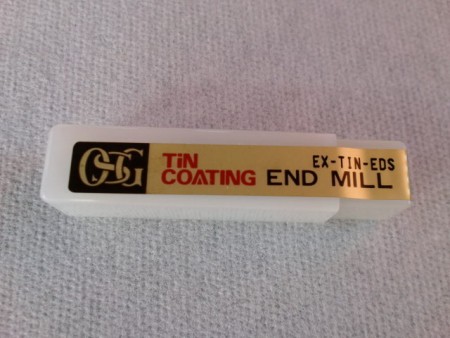 OSG
TiN
COATING
EX-TIN-EDS
END MILL